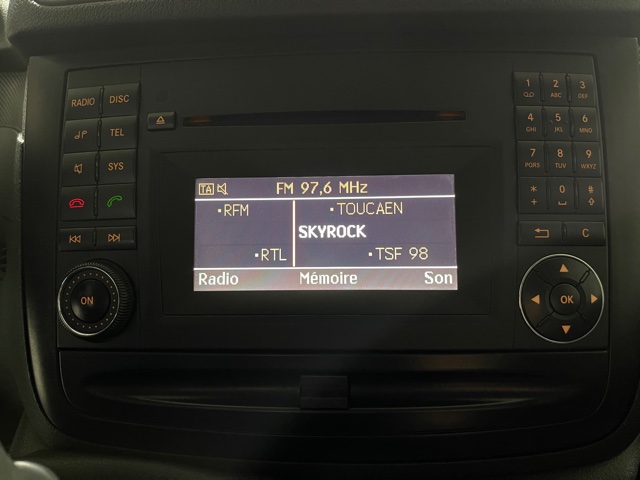 RADIO DISC
TEL
SYS
ON
TA FM 97,6 MHz
•RFM •TOUCAEN
SKYROCK
•RTL •TSF 98
Radio Mémoire Son
1 2 ABC 3 DEF
4 GHI 5 JKL 6 MNO
7 PQRS 8 TUV 9 WXYZ
* + 0 #
C
OK